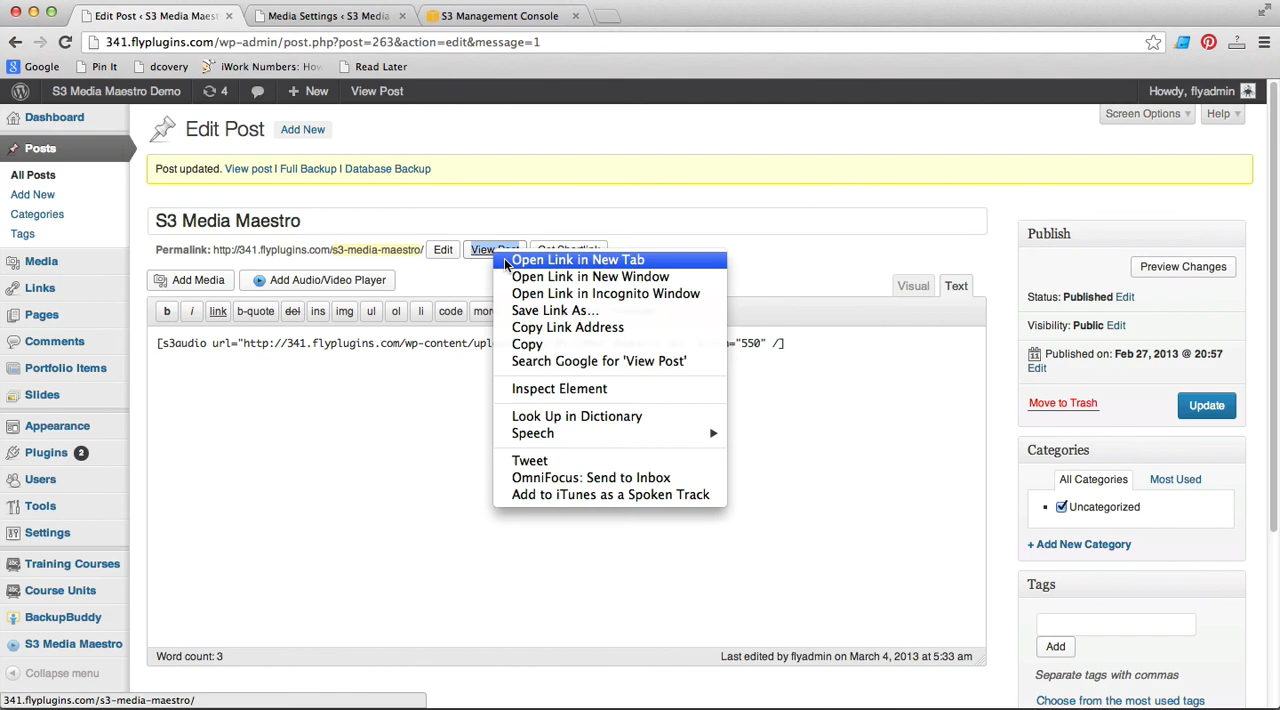 Edit Post ‹ S3 Media Maest
Media Settings ‹ S3 Media
S3 Management Console
341.flyplugins.com/wp-admin/post.php?post=263&action=edit&message=1
Google Pin It dcovery iWork Numbers: How Read Later
S3 Media Maestro Demo 4 New View Post Howdy, flyadmin
Screen Options Help
Dashboard
Posts
All Posts
Add New
Categories
Tags
Media
Links
Pages
Comments
Portfolio Items
Slides
Appearance
Plugins 2
Users
Tools
Settings
Training Courses
Course Units
BackupBuddy
S3 Media Maestro
Collapse menu
Edit Post Add New
Post updated. View post | Full Backup | Database Backup
S3 Media Maestro
Permalink: http://341.flyplugins.com/s3-media-maestro/ Edit View Post Get Shortlink
Add Media Add Audio/Video Player Visual Text
b i link b-quote del ins img ul ol li code mor
[s3audio url="http://341.flyplugins.com/wp-content/uplo ="550" /]
Open Link in New Tab
Open Link in New Window
Open Link in Incognito Window
Save Link As...
Copy Link Address
Copy
Search Google for 'View Post'
Inspect Element
Look Up in Dictionary
Speech
Tweet
OmniFocus: Send to Inbox
Add to iTunes as a Spoken Track
Word count: 3 Last edited by flyadmin on March 4, 2013 at 5:33 am
Publish
Preview Changes
Status: Published Edit
Visibility: Public Edit
Published on: Feb 27, 2013 @ 20:57
Edit
Move to Trash Update
Categories
All Categories Most Used
Uncategorized
+ Add New Category
Tags
Add
Separate tags with commas
Choose from the most used tags
341.flyplugins.com/s3-media-maestro/